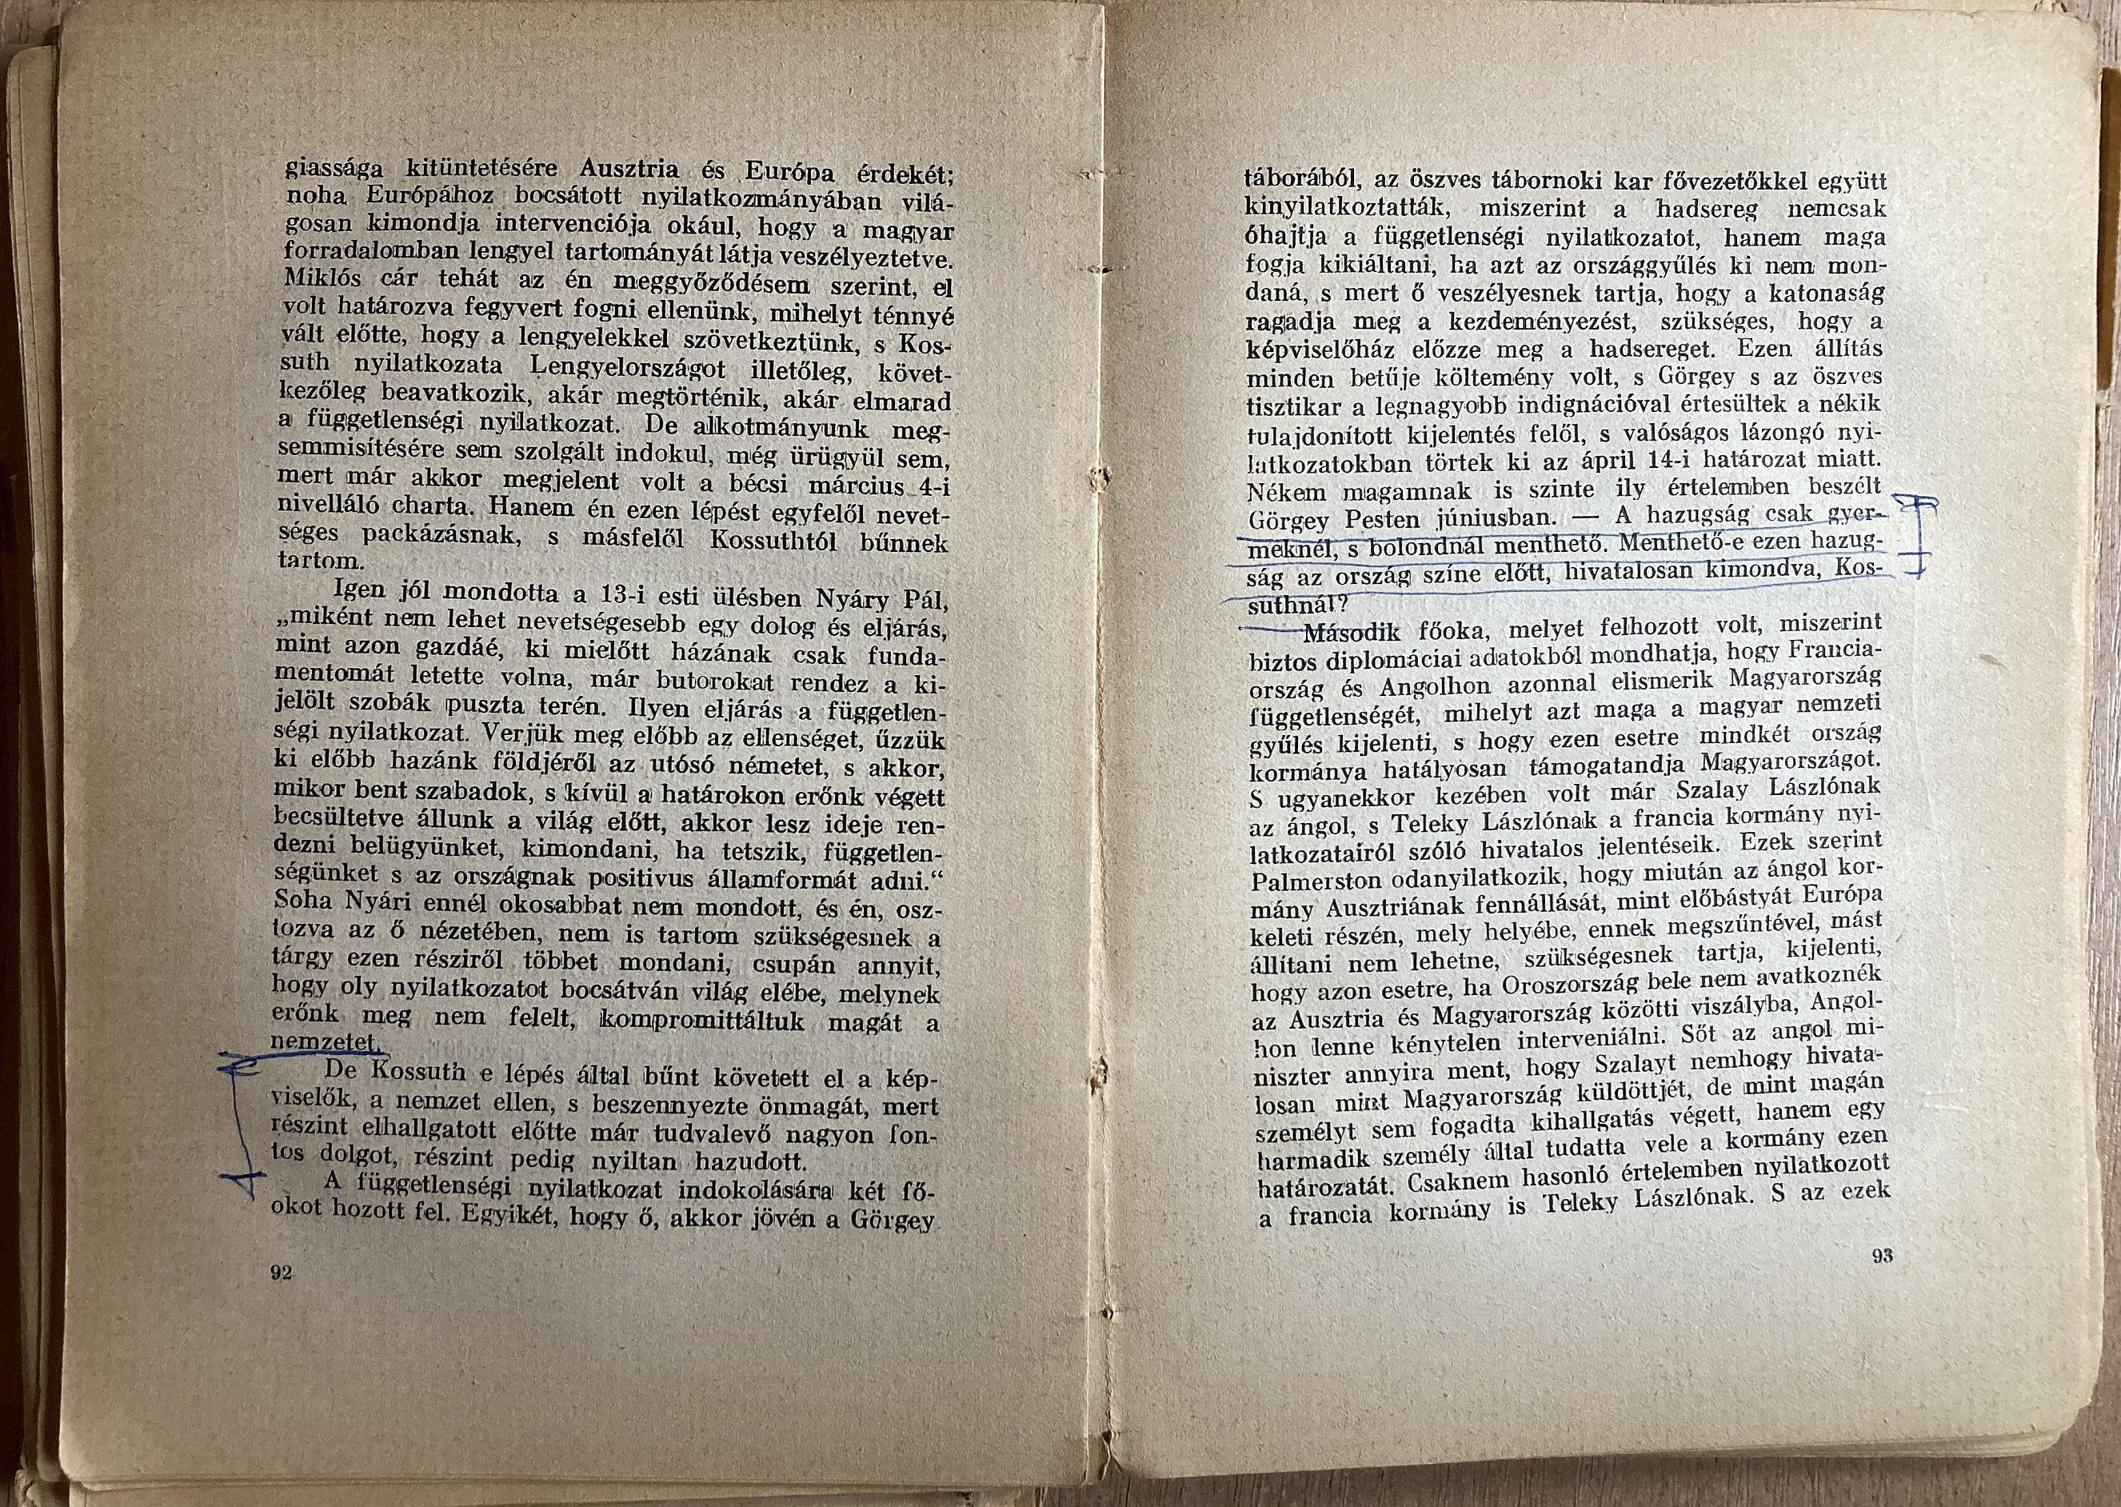 giassága kitüntetésére Ausztria és Európa érdekét;
noha Európához bocsátott nyilatkozmányában vilá-
gosan kimondja intervenciója okául, hogy a magyar
forradalomban lengyel tartományát látja veszélyeztetve.
Miklós cár tehát az én meggyőződésem szerint, el
volt határozva fegyvert fogni ellenünk, mihelyt ténnyé
vált előtte, hogy a lengyelekkel szövetkeztünk, s Kos-
suth nyilatkozata Lengyelországot illetőleg, követ-
kezőleg beavatkozik, akár megtörténik, akár elmarad
a függetlenségi nyilatkozat. De alkotmányunk meg-
semmisítésére sem szolgált indokul, még ürügyül sem,
mert már akkor megjelent volt a bécsi március 4-i
nivelláló charta. Hanem én ezen lépést egyfelől nevet-
séges packázásnak, s másfelől Kossuthtól bűnnek
tartom.
Igen jól mondotta a 13-i esti ülésben Nyáry Pál,
„miként nem lehet nevetségesebb egy dolog és eljárás,
mint azon gazdáé, ki mielőtt házának csak funda-
mentomát letette volna, már butorokat rendez a ki-
jelölt szobák puszta terén. Ilyen eljárás a független-
ségi nyilatkozat. Verjük meg előbb az ellenséget, űzzük
ki előbb hazánk földjéről az utósó németet, s akkor,
mikor bent szabadok, s kívül a határokon erőnk végett
becsültetve állunk a világ előtt, akkor lesz ideje ren-
dezni belügyünket, kimondani, ha tetszik, független-
ségünket s az országnak positivus államformát adni.“
Soha Nyári ennél okosabbat nem mondott, és én, osz-
tozva az ő nézetében, nem is tartom szükségesnek a
tárgy ezen résziről többet mondani, csupán annyit,
hogy oly nyilatkozatot bocsátván világ elébe, melynek
erőnk meg nem felelt, kompromittáltuk magát a
nemzetet.
De Kossuth e lépés által bűnt követett el a kép-
viselők, a nemzet ellen, s beszennyezte önmagát, mert
részint elhallgatott előtte már tudvalevő nagyon fon-
tos dolgot, részint pedig nyiltan hazudott.
A függetlenségi nyilatkozat indokolására két fő-
okot hozott fel. Egyikét, hogy ő, akkor jövén a Görgey
92
táborából, az öszves tábornoki kar fővezetőkkel együtt
kinyilatkoztatták, miszerint a hadsereg nemcsak
óhajtja a függetlenségi nyilatkozatot, hanem maga
fogja kikiáltani, ha azt az országgyűlés ki nem mon-
daná, s mert ő veszélyesnek tartja, hogy a katonaság
ragadja meg a kezdeményezést, szükséges, hogy a
képviselőház előzze meg a hadsereget. Ezen állítás
minden betűje költemény volt, s Görgey s az öszves
tisztikar a legnagyobb indignációval értesültek a nékik
tulajdonított kijelentés felől, s valóságos lázongó nyi-
latkozatokban törtek ki az április 14-i határozat miatt.
Nékem magamnak is szinte ily értelemben beszélt
Görgey Pesten júniusban. — A hazugság csak gyer-
meknél, s bolondnál menthető. Menthető-e ezen hazug-
ság az ország színe előtt, hivatalosan kimondva, Kos-
suthnál?
Második főoka, melyet felhozott volt, miszerint
biztos diplomáciai adatokból mondhatja, hogy Francia-
ország és Angolhon azonnal elismerik Magyarország
függetlenségét, mihelyt azt maga a magyar nemzeti
gyűlés kijelenti, s hogy ezen esetre mindkét ország
kormánya hatályosan támogatandja Magyarországot.
S ugyanekkor kezében volt már Szalay Lászlónak
az ángol, s Teleky Lászlónak a francia kormány nyi-
latkozatairól szóló hivatalos jelentéseik. Ezek szerint
Palmerston odanyilatkozik, hogy miután az ángol kor-
mány Ausztriának fennállását, mint előbástyát Európa
keleti részén, mely helyébe, ennek megszűntével, mást
állítani nem lehetne, szükségesnek tartja, kijelenti,
hogy azon esetre, ha Oroszország bele nem avatkoznék
az Ausztria és Magyarország közötti viszályba, Angol-
hon lenne kénytelen interveniálni. Sőt az angol mi-
niszter annyira ment, hogy Szalayt nemhogy hivata-
losan mint Magyarország küldöttjét, de mint magán
személyt sem fogadta kihallgatás végett, hanem egy
harmadik személy által tudatta vele a kormány ezen
határozatát. Csaknem hasonló értelemben nyilatkozott
a francia kormány is Teleky Lászlónak. S az ezek
93